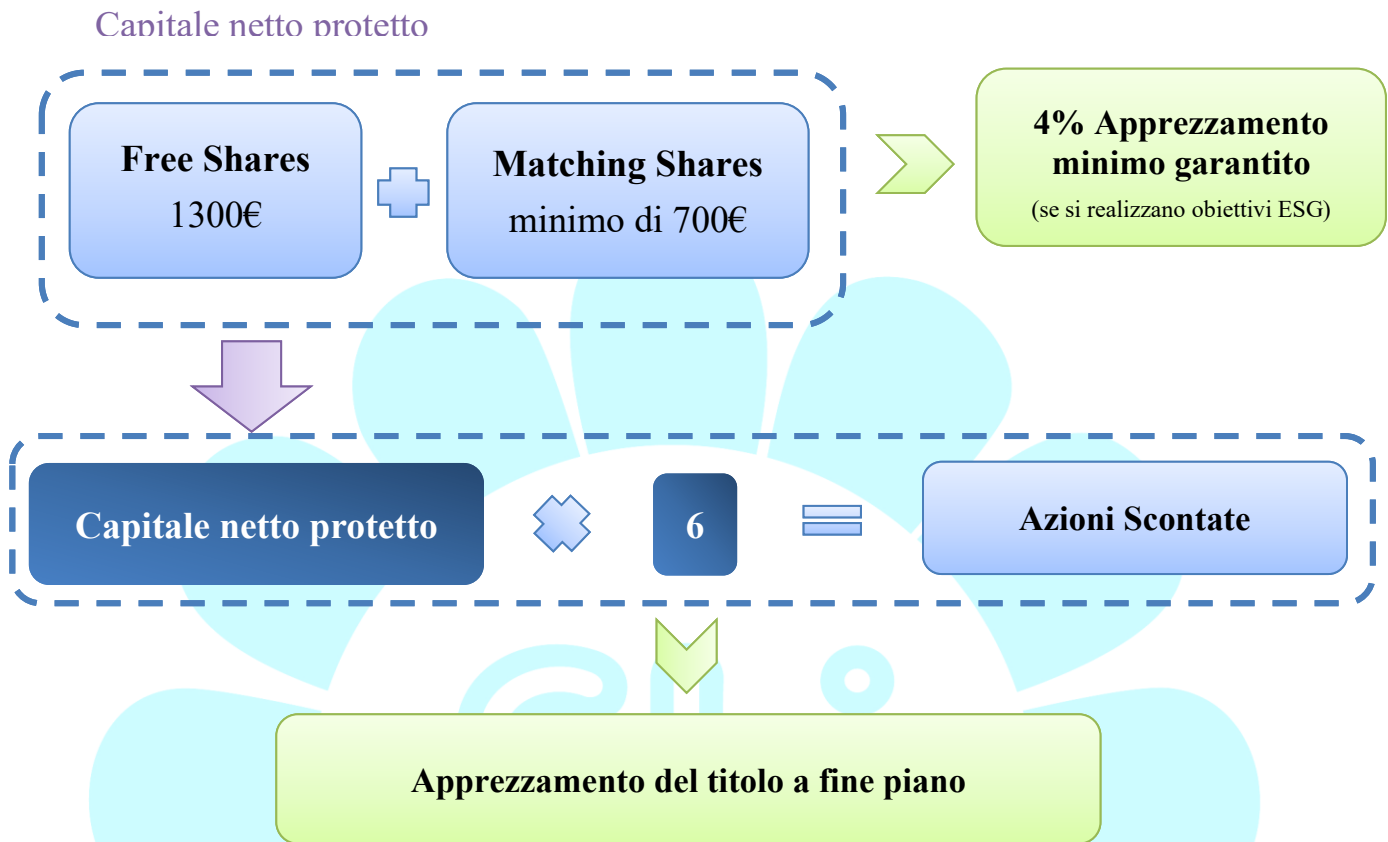 Capitale netto protetto
Free Shares
1300€
Matching Shares
minimo di 700€
4% Apprezzamento
minimo garantito
(se si realizzano obiettivi ESG)
Capitale netto protetto
6
Azioni Scontate
Apprezzamento del titolo a fine piano